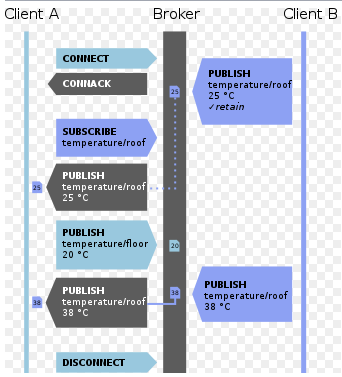 Client A
Broker
Client B
CONNECT
CONNACK
PUBLISH
temperature/roof
25 °C
✓retain
25
SUBSCRIBE
temperature/roof
PUBLISH
temperature/roof
25 °C
25
PUBLISH
temperature/floor
20 °C
20
PUBLISH
temperature/roof
38 °C
38
PUBLISH
temperature/roof
38 °C
38
DISCONNECT